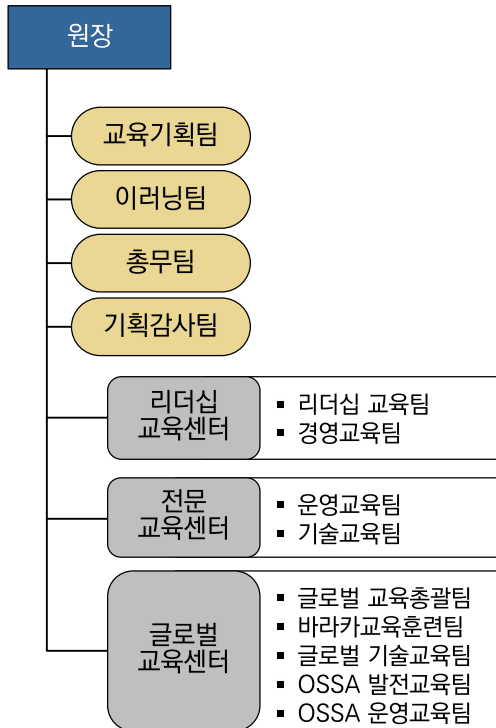 원장
교육기획팀
이러닝팀
총무팀
기획감사팀
리더십
교육센터
▪ 리더십 교육팀
▪ 경영교육팀
전문
교육센터
▪ 운영교육팀
▪ 기술교육팀
글로벌
교육센터
▪ 글로벌 교육총괄팀
▪ 바라카교육훈련팀
▪ 글로벌 기술교육팀
▪ OSSA 발전교육팀
▪ OSSA 운영교육팀